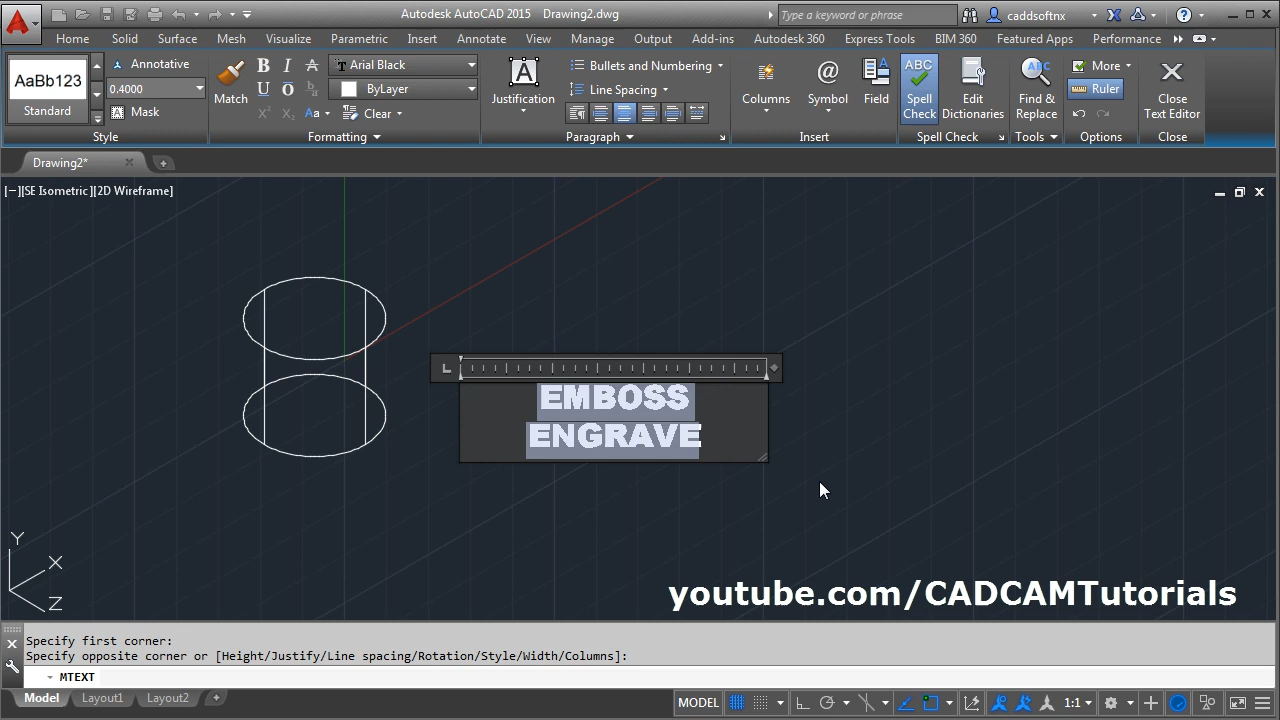 Autodesk AutoCAD 2015 Drawing2.dwg
Type a keyword or phrase
caddsoftnx
Home Solid Surface Mesh Visualize Parametric Insert Annotate View Manage Output Add-ins Autodesk 360 Express Tools BIM 360 Featured Apps Performance
AaBb123
Standard
Annotative
0.4000
Mask
Style
Match
Arial Black
ByLayer
Aa
Clear
Formatting
Justification
Bullets and Numbering
Line Spacing
Paragraph
Columns
Symbol
Field
Insert
ABC
Spell
Check
Edit
Dictionaries
Spell Check
Find &
Replace
Tools
More
Ruler
Options
Close
Text Editor
Close
Drawing2*
[−][SE Isometric][2D Wireframe]
EMBOSS
ENGRAVE
Y
X
Z
youtube.com/CADCAMTutorials
Specify first corner:
Specify opposite corner or [Height/Justify/Line spacing/Rotation/Style/Width/Columns]:
MTEXT
Model Layout1 Layout2 +
MODEL
1:1